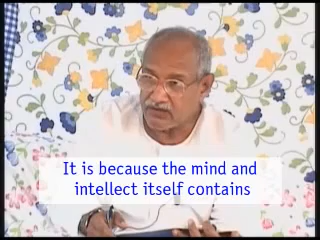 It is because the mind and
intellect itself contains